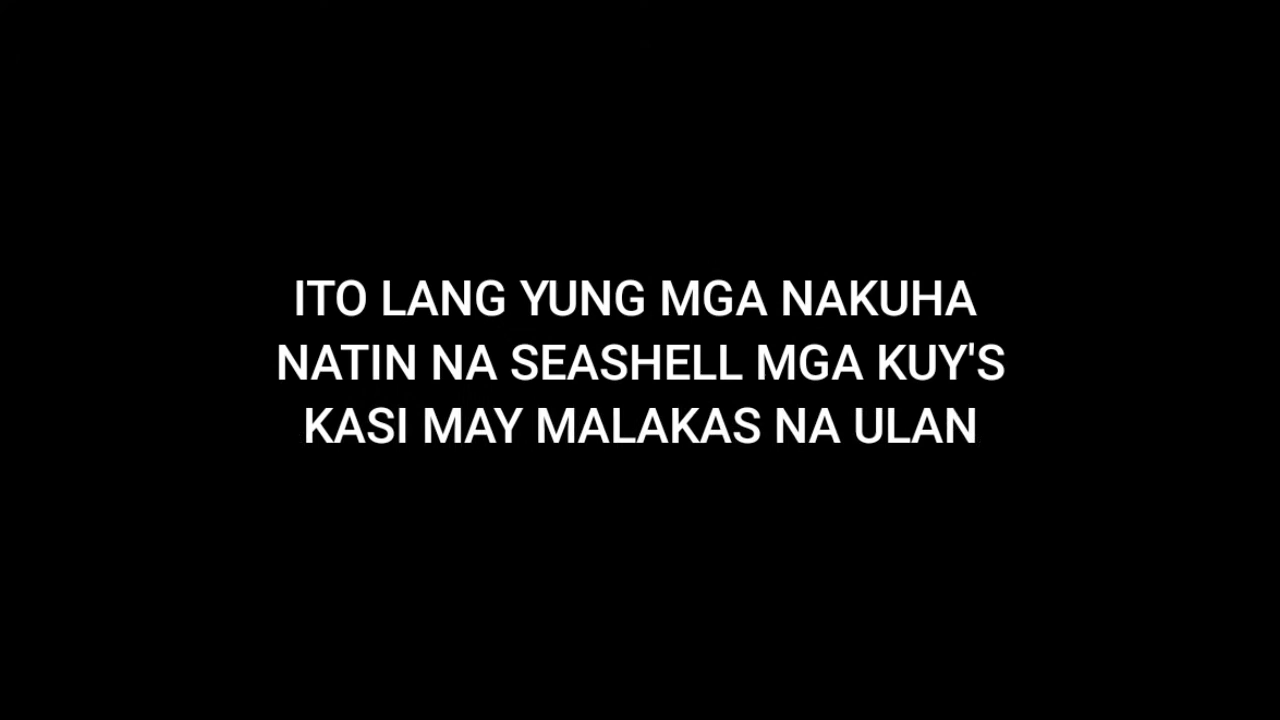 ITO LANG YUNG MGA NAKUHA
NATIN NA SEASHELL MGA KUY'S
KASI MAY MALAKAS NA ULAN